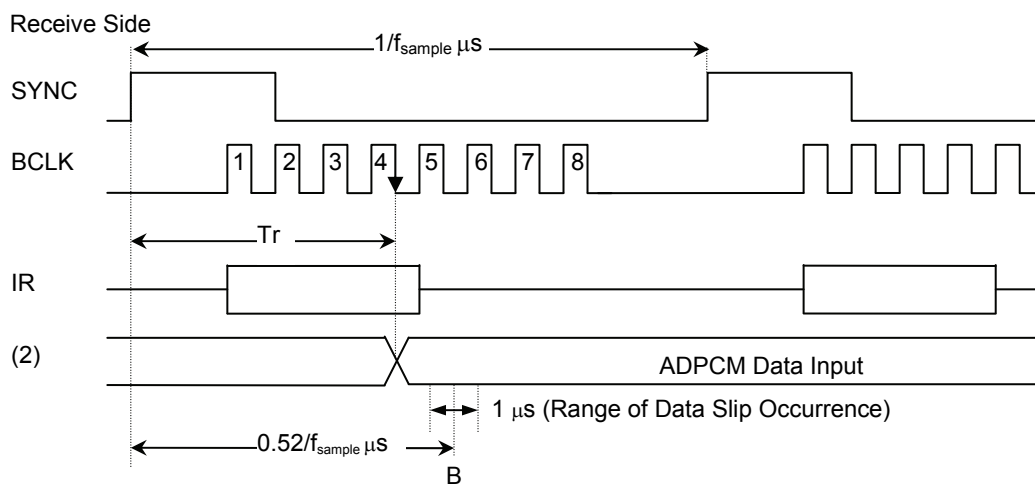 Receive Side
1/fsample μs
SYNC
BCLK
1 2 3 4 5 6 7 8
Tr
IR
(2)
ADPCM Data Input
1 μs (Range of Data Slip Occurrence)
0.52/fsample μs
B